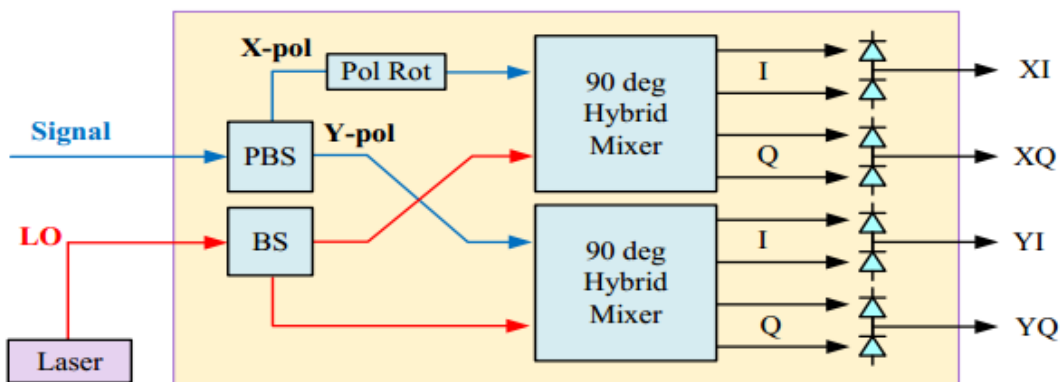 X-pol
Pol Rot
90 deg
Hybrid
Mixer
I
Q
XI
XQ
Signal
PBS
Y-pol
LO
BS
90 deg
Hybrid
Mixer
I
Q
YI
YQ
Laser